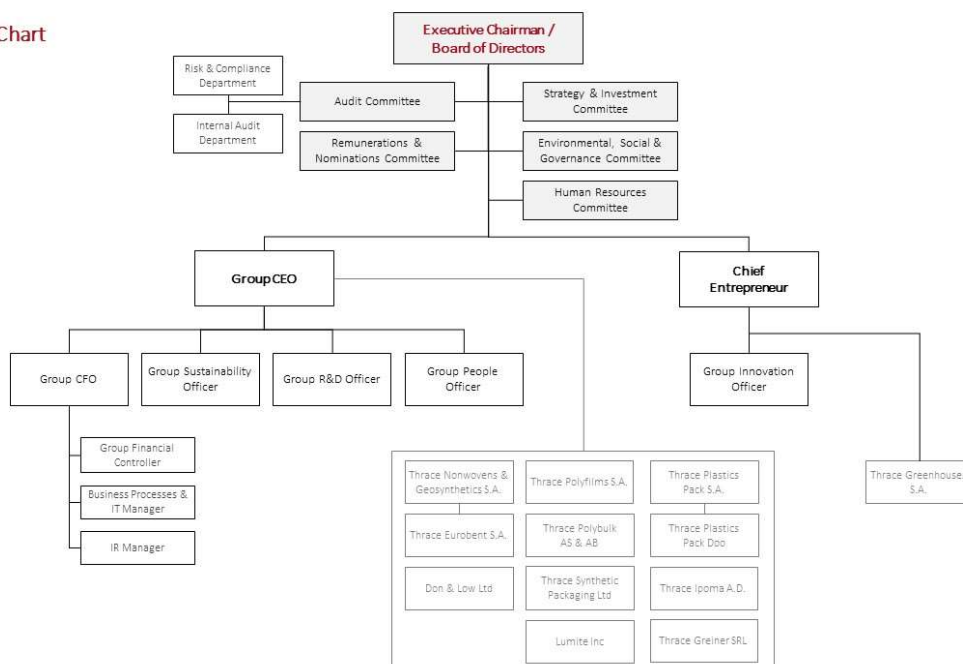 Chart
Executive Chairman /
Board of Directors
Risk & Compliance
Department
Internal Audit
Department
Audit Committee
Strategy & Investment
Committee
Remunerations &
Nominations Committee
Environmental, Social &
Governance Committee
Human Resources
Committee
Group CEO
Chief
Entrepreneur
Group CFO
Group Sustainability
Officer
Group R&D Officer
Group People
Officer
Group Innovation
Officer
Group Financial
Controller
Business Processes &
IT Manager
IR Manager
Thrace Nonwovens &
Geosynthetics S.A.
Thrace Polyfilms S.A.
Thrace Plastics
Pack S.A.
Thrace Greenhouses
S.A.
Thrace Eurobent S.A.
Thrace Polybulk
AS & AB
Thrace Plastics
Pack Doo
Don & Low Ltd
Thrace Synthetic
Packaging Ltd
Thrace Ipoma A.D.
Lumite Inc
Thrace Greiner SRL